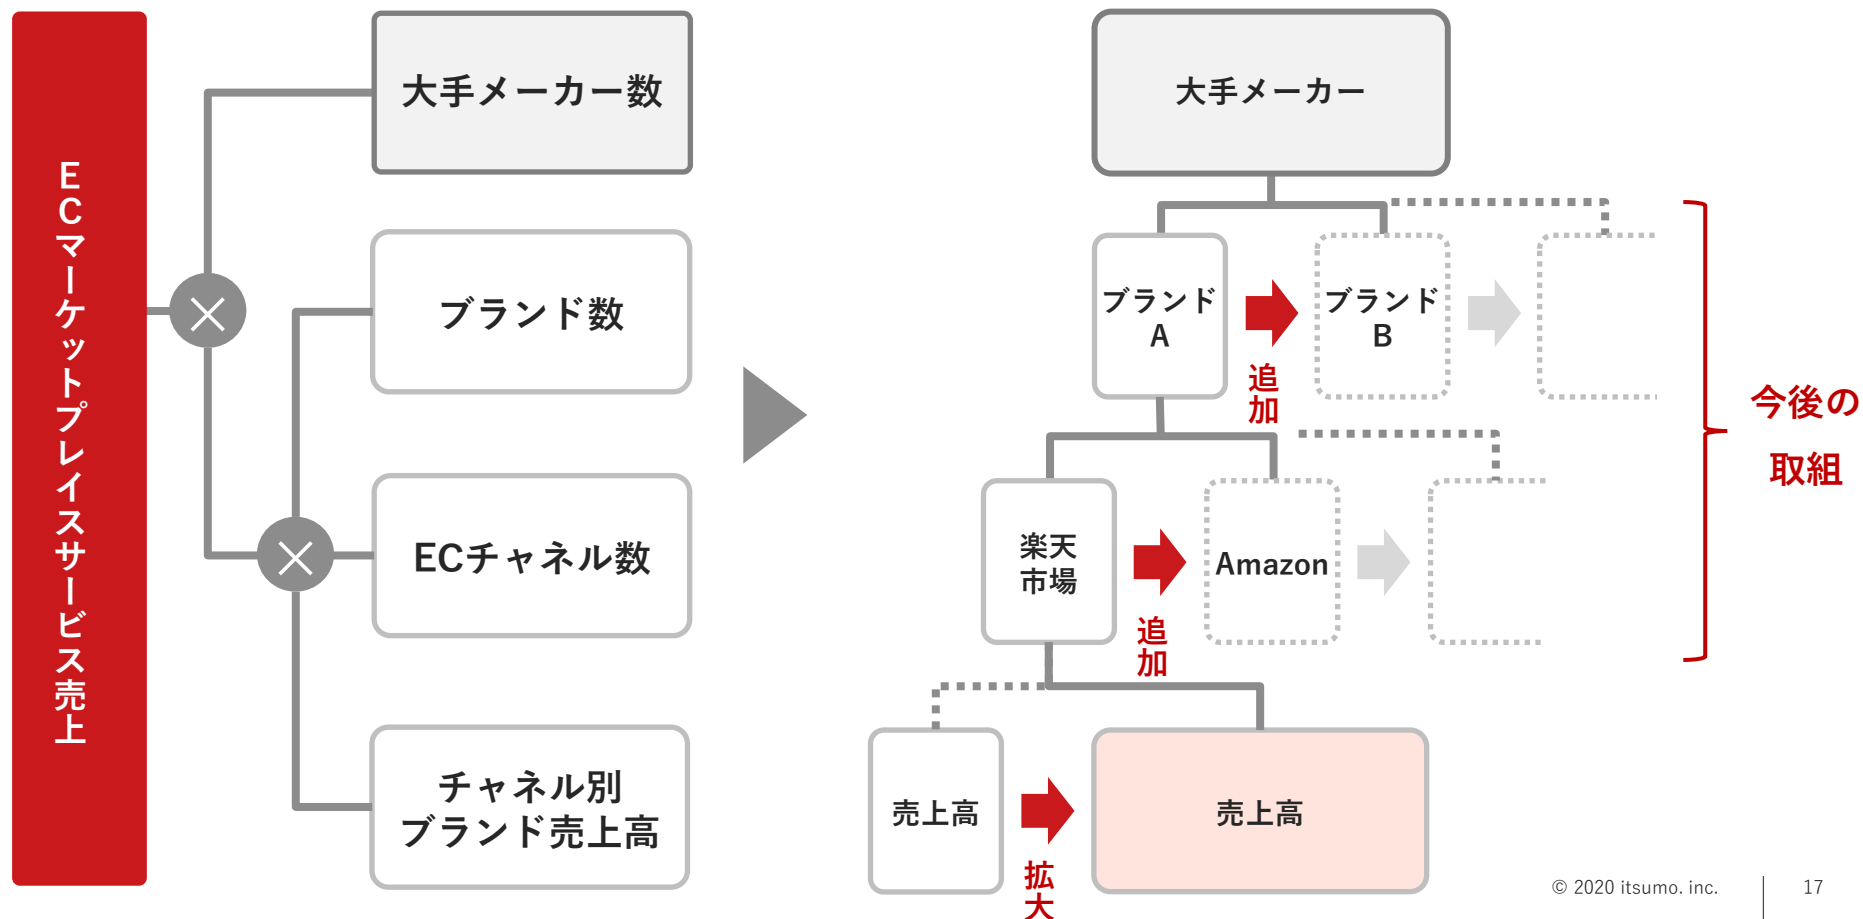 ECマーケットプレイスサービス売上
大手メーカー数
ブランド数
ECチャネル数
チャネル別
ブランド売上高
大手メーカー
ブランド
A
追加
ブランド
B
今後の
取組
楽天
市場
追加
Amazon
売上高
拡大
売上高
© 2020 itsumo. inc.
17